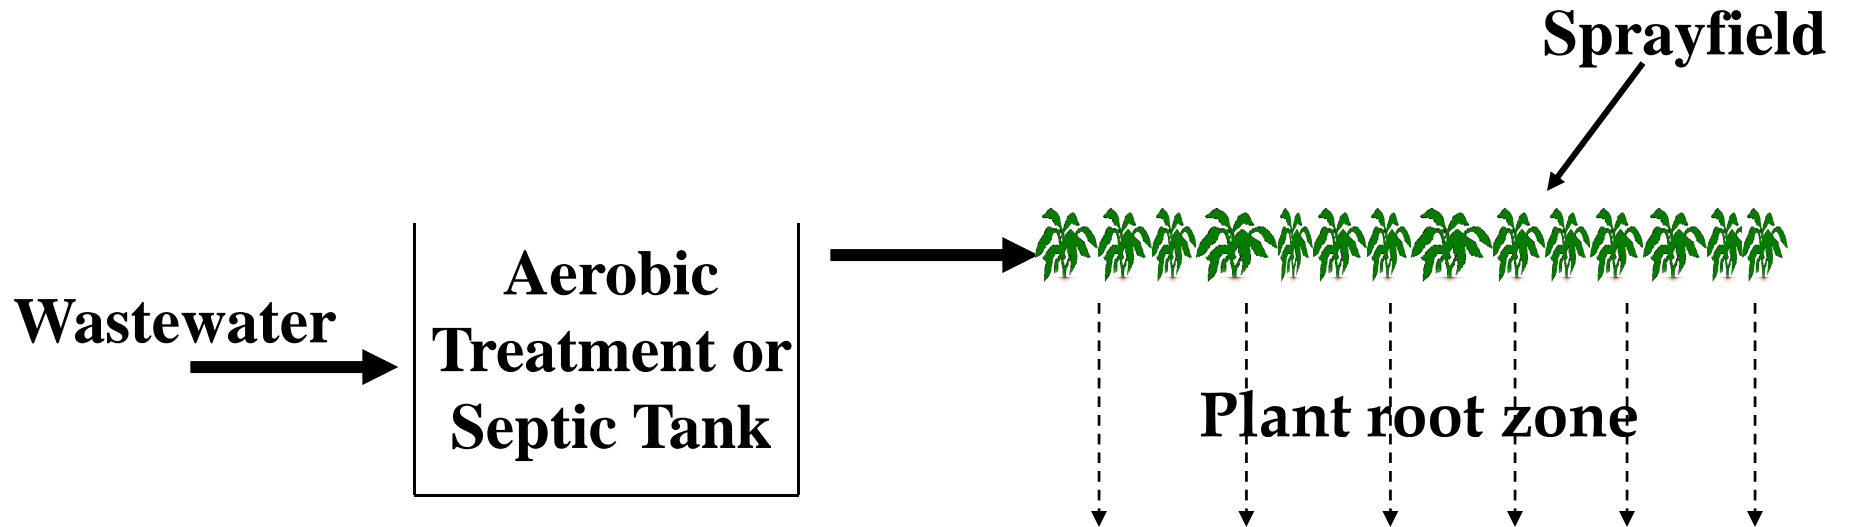 Sprayfield
Wastewater
Aerobic
Treatment or
Septic Tank
Plant root zone